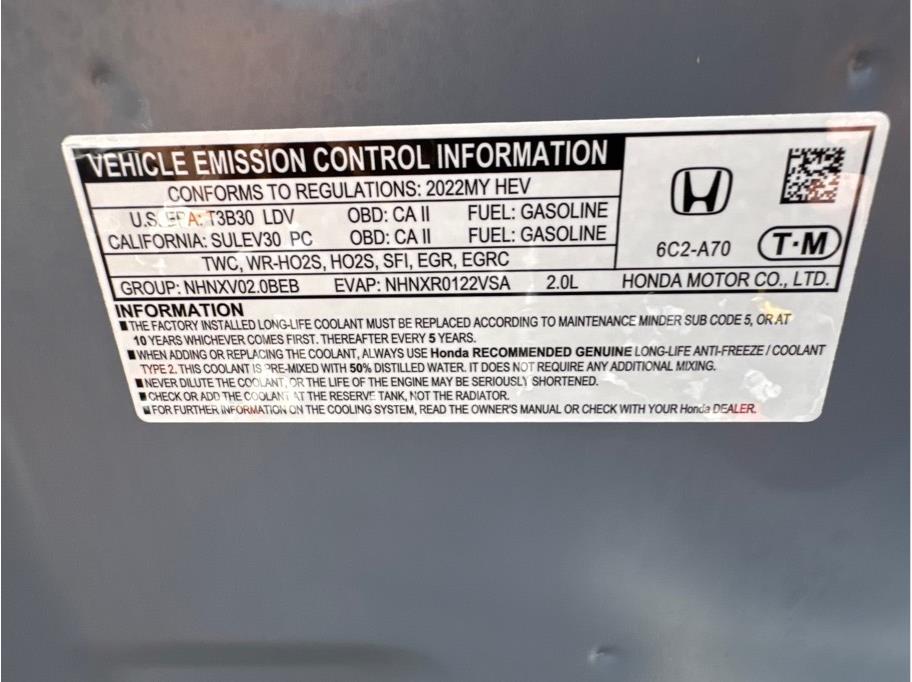 VEHICLE EMISSION CONTROL INFORMATION
CONFORMS TO REGULATIONS: 2022MY HEV
U.S. EPA: T3B30 LDV OBD: CA II FUEL: GASOLINE
CALIFORNIA: SULEV30 PC OBD: CA II FUEL: GASOLINE
TWC, WR-HO2S, HO2S, SFI, EGR, EGRC
GROUP: NHNXV02.0BEB EVAP: NHNXR0122VSA 2.0L
6C2-A70 T·M
HONDA MOTOR CO., LTD.
INFORMATION
■THE FACTORY INSTALLED LONG-LIFE COOLANT MUST BE REPLACED ACCORDING TO MAINTENANCE MINDER SUB CODE 5, OR AT
10 YEARS WHICHEVER COMES FIRST. THEREAFTER EVERY 5 YEARS.
■WHEN ADDING OR REPLACING THE COOLANT, ALWAYS USE Honda RECOMMENDED GENUINE LONG-LIFE ANTI-FREEZE / COOLANT
TYPE 2. THIS COOLANT IS PRE-MIXED WITH 50% DISTILLED WATER. IT DOES NOT REQUIRE ANY ADDITIONAL MIXING.
■NEVER DILUTE THE COOLANT, OR THE LIFE OF THE ENGINE MAY BE SERIOUSLY SHORTENED.
■CHECK OR ADD THE COOLANT AT THE RESERVE TANK, NOT THE RADIATOR.
■FOR FURTHER INFORMATION ON THE COOLING SYSTEM, READ THE OWNER'S MANUAL OR CHECK WITH YOUR Honda DEALER.